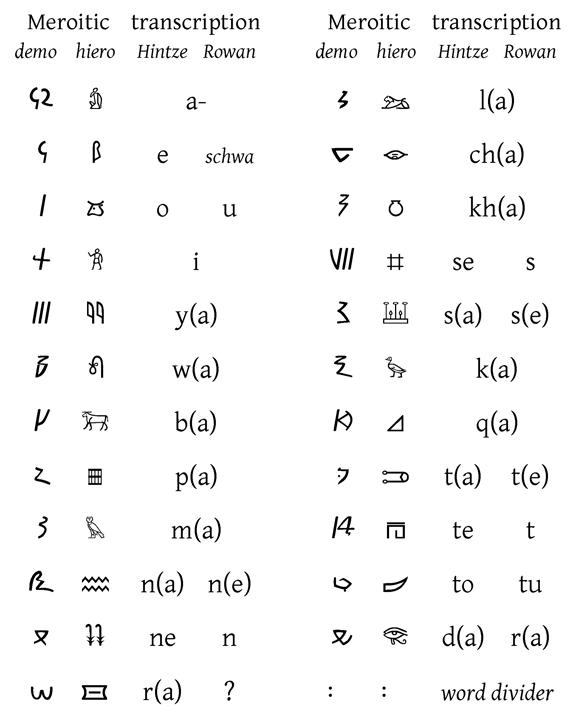 Meroitic transcription Meroitic transcription
demo hiero Hintze Rowan demo hiero Hintze Rowan
𐦠 𐦀 a- 𐦬 𐦐 l(a)
𐦡 𐦁 e schwa 𐦭 𐦑 ch(a)
𐦣 𐦃 o u 𐦮 𐦒 kh(a)
𐦢 𐦂 i 𐦱 𐦕 se s
𐦤 𐦄 y(a) 𐦯 𐦓 s(a) s(e)
𐦥 𐦅 w(a) 𐦲 𐦖 k(a)
𐦦 𐦆 b(a) 𐦳 𐦗 q(a)
𐦧 𐦈 p(a) 𐦴 𐦘 t(a) t(e)
𐦨 𐦉 m(a) 𐦵 𐦚 te t
𐦩 𐦊 n(a) n(e) 𐦶 𐦜 to tu
𐦪 𐦌 ne n 𐦷 𐦞 d(a) r(a)
𐦫 𐦎 r(a) ? : : word divider